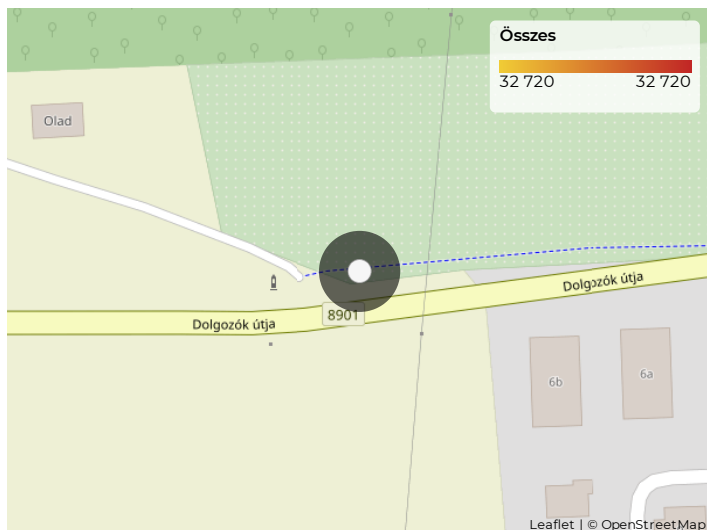 Összes
32 720 32 720
Olad
Dolgozók útja
8901
Dolgozók útja
6b
6a
Leaflet | © OpenStreetMap